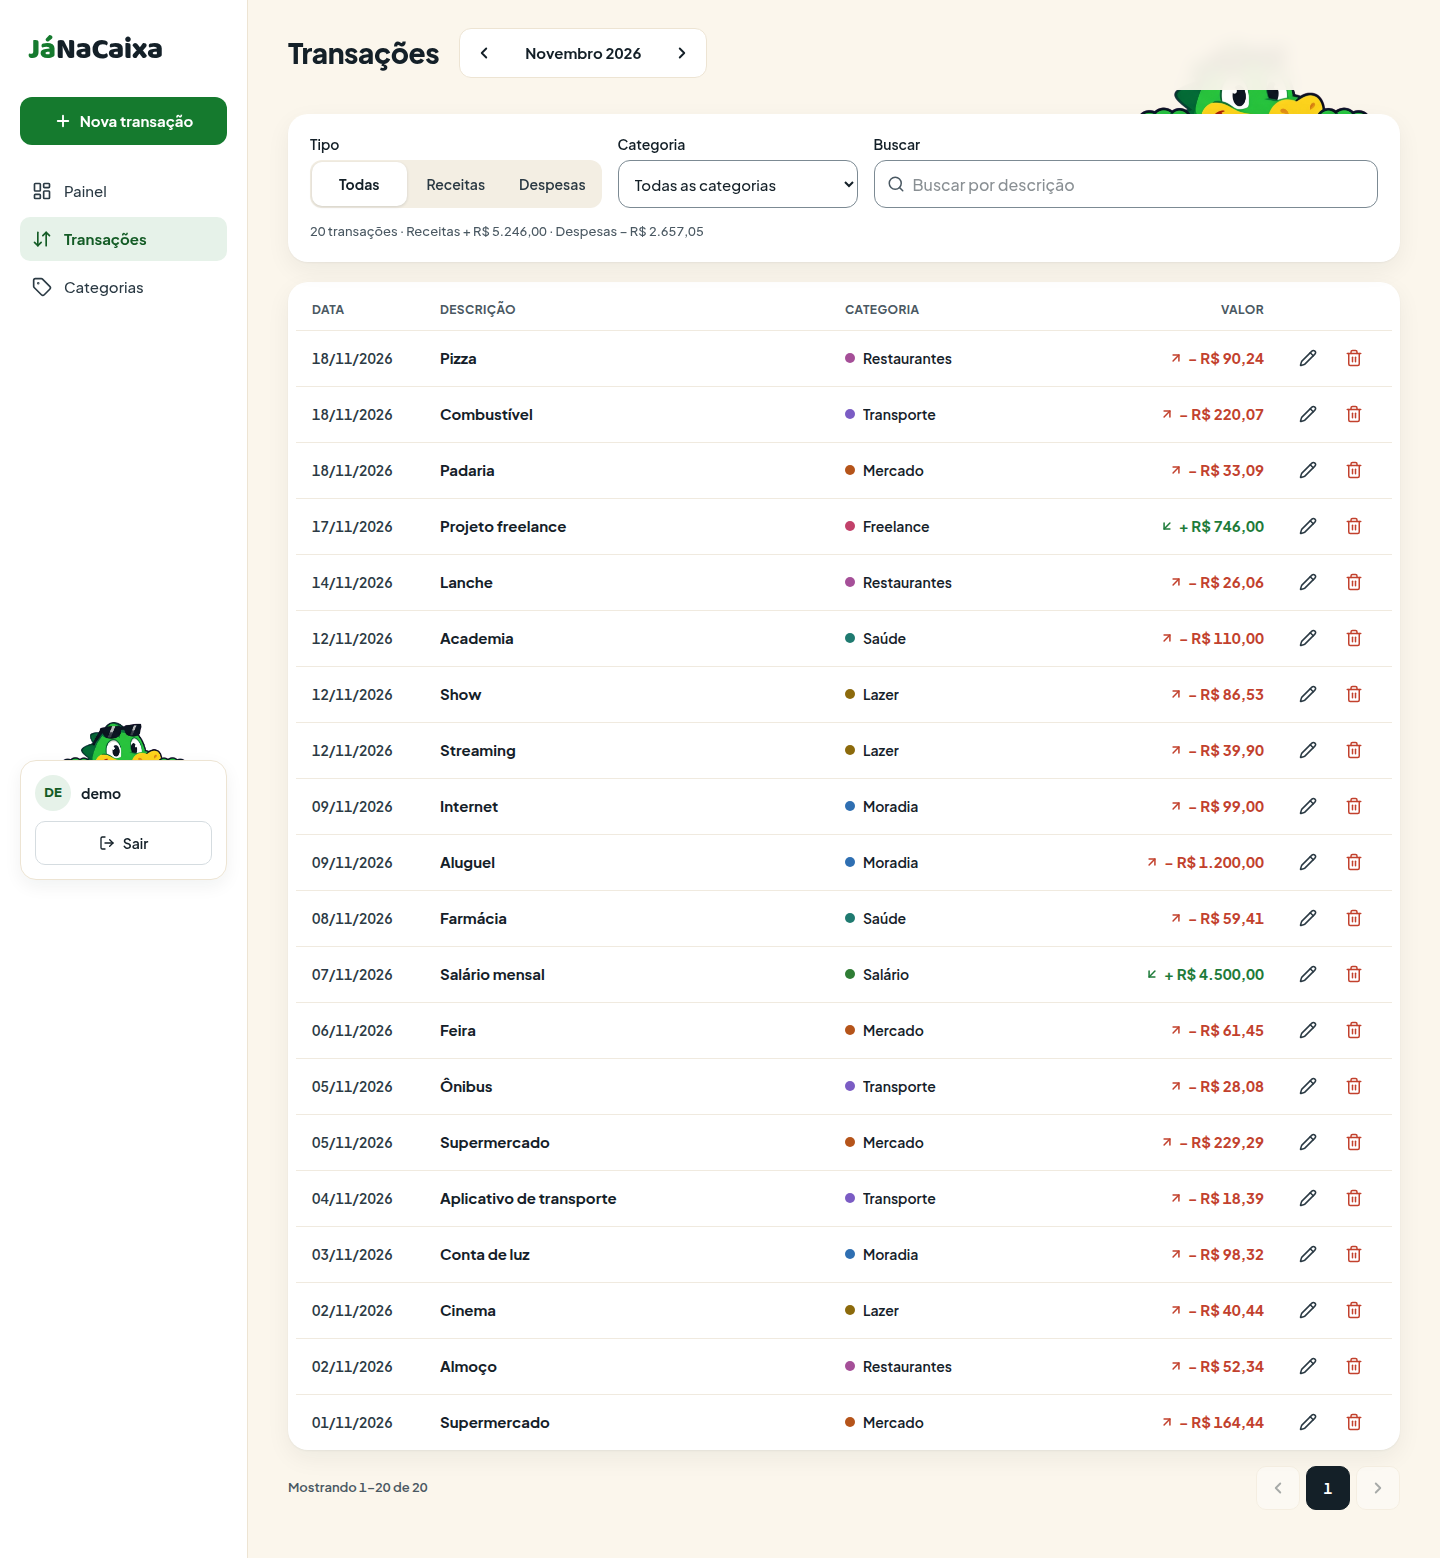 JáNaCaixa
Nova transação
Painel
Transações
Categorias
DE demo
Sair
Transações
Novembro 2026
Tipo
Todas Receitas Despesas
Categoria
Todas as categorias
Buscar
Buscar por descrição
20 transações · Receitas + R$ 5.246,00 · Despesas – R$ 2.657,05
DATA DESCRIÇÃO CATEGORIA VALOR
18/11/2026 Pizza Restaurantes – R$ 90,24
18/11/2026 Combustível Transporte – R$ 220,07
18/11/2026 Padaria Mercado – R$ 33,09
17/11/2026 Projeto freelance Freelance + R$ 746,00
14/11/2026 Lanche Restaurantes – R$ 26,06
12/11/2026 Academia Saúde – R$ 110,00
12/11/2026 Show Lazer – R$ 86,53
12/11/2026 Streaming Lazer – R$ 39,90
09/11/2026 Internet Moradia – R$ 99,00
09/11/2026 Aluguel Moradia – R$ 1.200,00
08/11/2026 Farmácia Saúde – R$ 59,41
07/11/2026 Salário mensal Salário + R$ 4.500,00
06/11/2026 Feira Mercado – R$ 61,45
05/11/2026 Ônibus Transporte – R$ 28,08
05/11/2026 Supermercado Mercado – R$ 229,29
04/11/2026 Aplicativo de transporte Transporte – R$ 18,39
03/11/2026 Conta de luz Moradia – R$ 98,32
02/11/2026 Cinema Lazer – R$ 40,44
02/11/2026 Almoço Restaurantes – R$ 52,34
01/11/2026 Supermercado Mercado – R$ 164,44
Mostrando 1–20 de 20
1